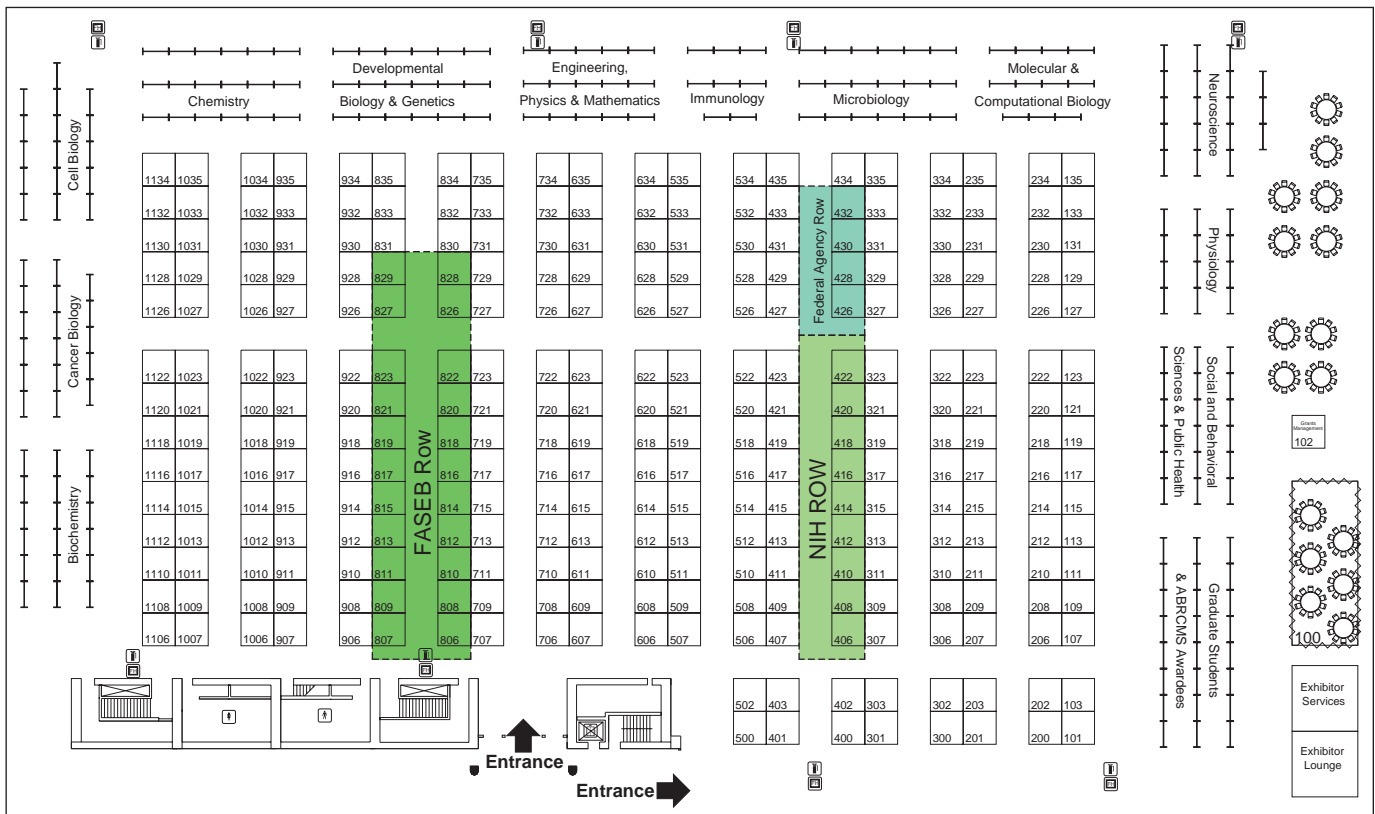 Developmental
Engineering,
Molecular &
Chemistry
Biology & Genetics
Physics & Mathematics
Immunology
Microbiology
Computational Biology
Cell Biology
Cancer Biology
Biochemistry
Neuroscience
Physiology
Social and Behavioral
Sciences & Public Health
Graduate Students
& ABRCMS Awardees
1134 1035 1034 935 934 835 834 735 734 635 634 535 534 435 434 335 334 235 234 135
1132 1033 1032 933 932 833 832 733 732 633 632 533 532 433 432 333 332 233 232 133
1130 1031 1030 931 930 831 830 731 730 631 630 531 530 431 430 331 330 231 230 131
1128 1029 1028 929 928 829 828 729 728 629 628 529 528 429 428 329 328 229 228 129
1126 1027 1026 927 926 827 826 727 726 627 626 527 526 427 426 327 326 227 226 127
Federal Agency Row
1122 1023 1022 923 922 823 822 723 722 623 622 523 522 423 422 323 322 223 222 123
1120 1021 1020 921 920 821 820 721 720 621 620 521 520 421 420 321 320 221 220 121
1118 1019 1018 919 918 819 818 719 718 619 618 519 518 419 418 319 318 219 218 119
1116 1017 1016 917 916 817 816 717 716 617 616 517 516 417 416 317 316 217 216 117
1114 1015 1014 915 914 815 814 715 714 615 614 515 514 415 414 315 314 215 214 115
1112 1013 1012 913 912 813 812 713 712 613 612 513 512 413 412 313 312 213 212 113
1110 1011 1010 911 910 811 810 711 710 611 610 511 510 411 410 311 310 211 210 111
1108 1009 1008 909 908 809 808 709 708 609 608 509 508 409 408 309 308 209 208 109
1106 1007 1006 907 906 807 806 707 706 607 606 507 506 407 406 307 306 207 206 107
FASEB Row
NIH ROW
502 403 402 303 302 203 202 103
500 401 400 301 300 201 200 101
Grants
Management
102
100
Exhibitor
Services
Exhibitor
Lounge
Entrance
Entrance